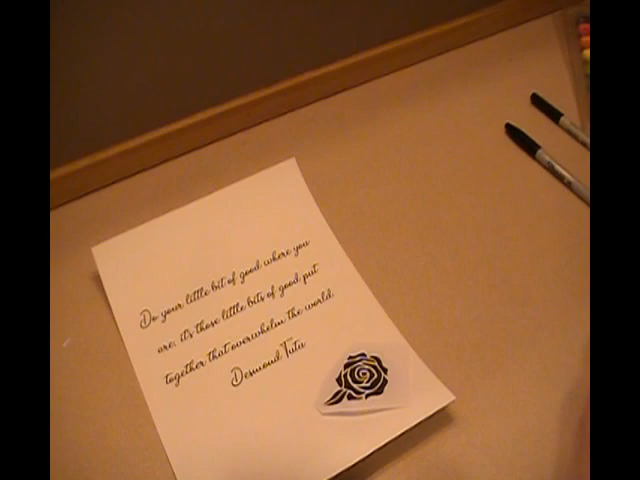 Do your little bit of good where you
are; it's those little bits of good put
together that overwhelm the world.
Desmond Tutu